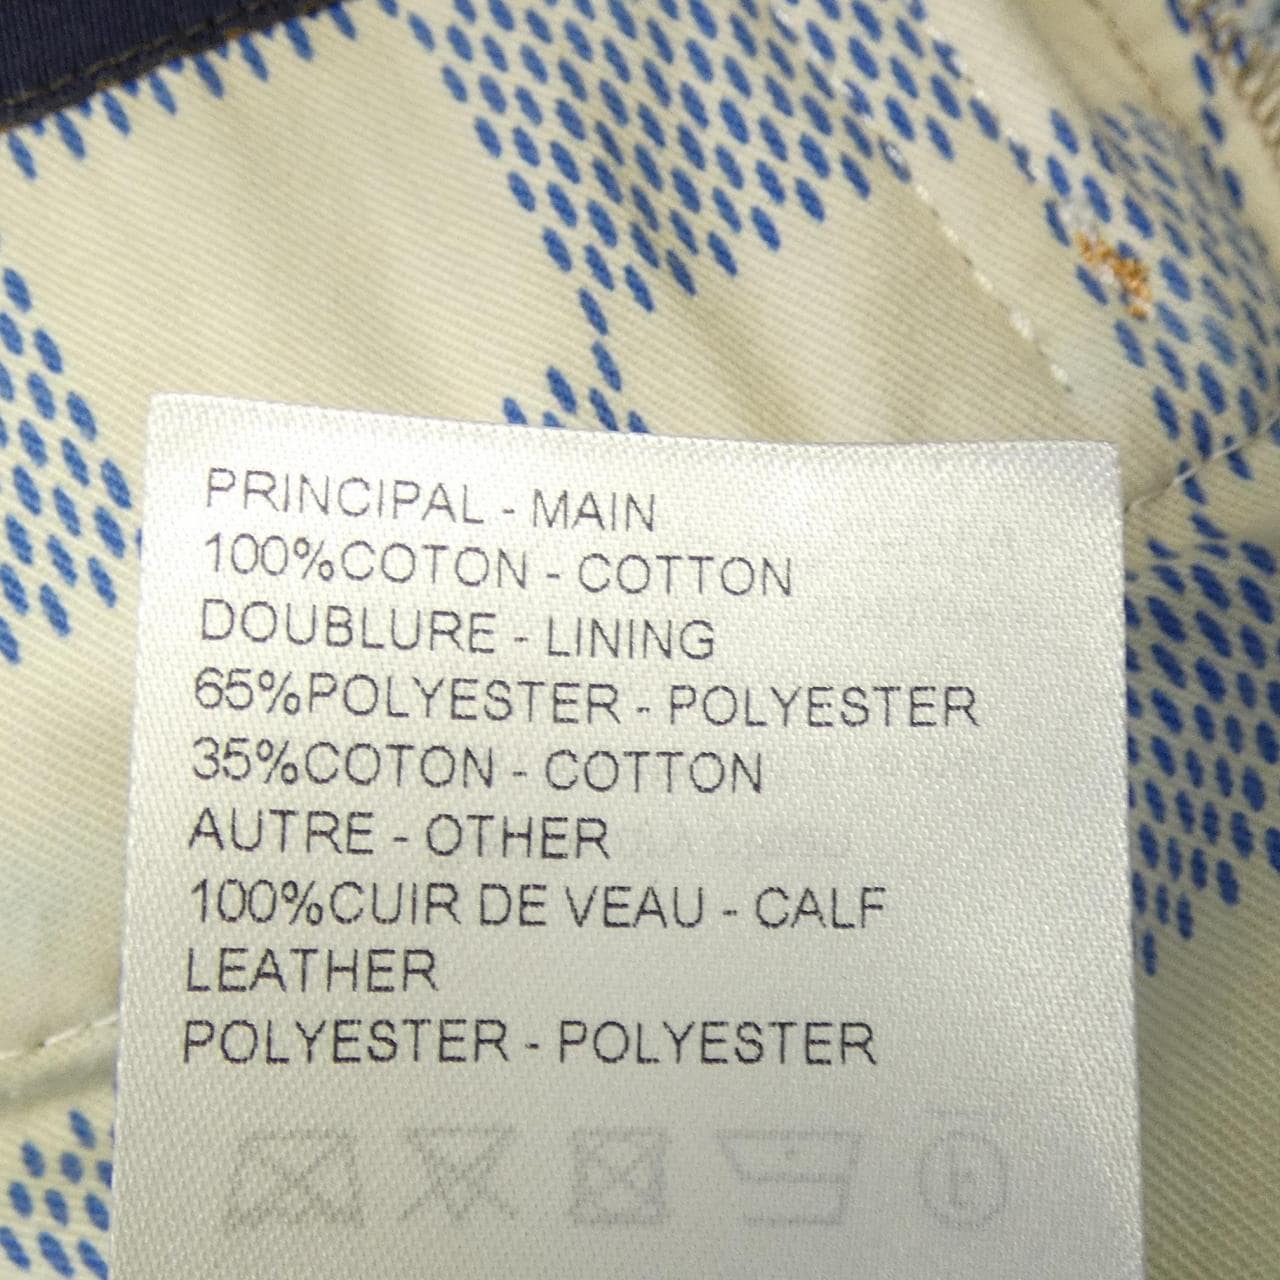 PRINCIPAL - MAIN
100%COTON - COTTON
DOUBLURE - LINING
65%POLYESTER - POLYESTER
35%COTON - COTTON
AUTRE - OTHER
100%CUIR DE VEAU - CALF
LEATHER
POLYESTER - POLYESTER